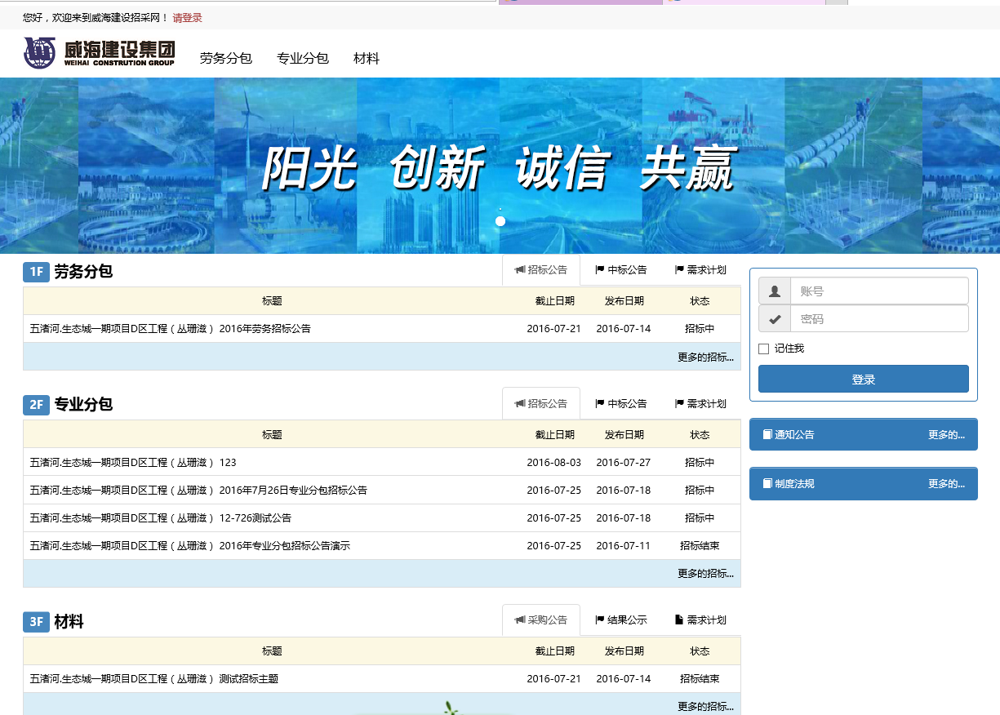 您好，欢迎来到威海建设招采网！ 请登录
威海建设集团
WEIHAI CONSTRUTION GROUP
劳务分包 专业分包 材料
阳光 创新 诚信 共赢
1F 劳务分包 招标公告 中标公告 需求计划
标题 截止日期 发布日期 状态
五渚河.生态城一期项目D区工程（丛珊滋） 2016年劳务招标公告 2016-07-21 2016-07-14 招标中
更多的招标...
账号
密码
记住我
登录
2F 专业分包 招标公告 中标公告 需求计划
标题 截止日期 发布日期 状态
五渚河.生态城一期项目D区工程（丛珊滋） 123 2016-08-03 2016-07-27 招标中
五渚河.生态城一期项目D区工程（丛珊滋） 2016年7月26日专业分包招标公告 2016-07-25 2016-07-18 招标中
五渚河.生态城一期项目D区工程（丛珊滋） 12-726测试公告 2016-07-25 2016-07-18 招标中
五渚河.生态城一期项目D区工程（丛珊滋） 2016年专业分包招标公告演示 2016-07-25 2016-07-11 招标结束
更多的招标...
通知公告 更多的...
制度法规 更多的...
3F 材料 采购公告 结果公示 需求计划
标题 截止日期 发布日期 状态
五渚河.生态城一期项目D区工程（丛珊滋） 测试招标主题 2016-07-21 2016-07-14 招标结束
更多的招标...